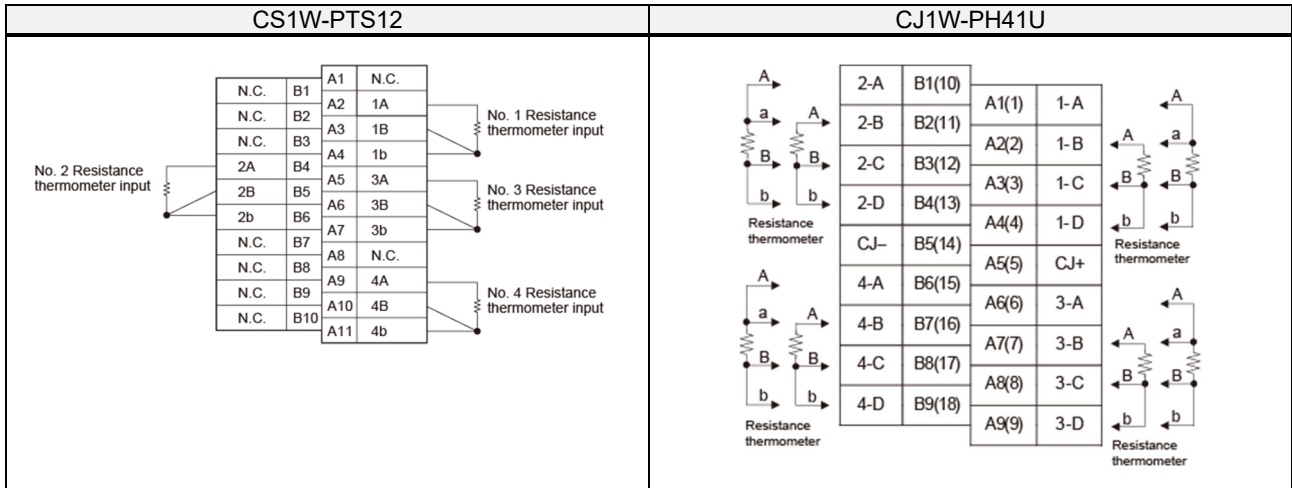 CS1W-PTS12
CJ1W-PH41U
N.C. B1
N.C. B2
N.C. B3
2A B4
2B B5
2b B6
N.C. B7
N.C. B8
N.C. B9
N.C. B10
A1 N.C.
A2 1A
A3 1B
A4 1b
A5 3A
A6 3B
A7 3b
A8 N.C.
A9 4A
A10 4B
A11 4b
No. 2 Resistance
thermometer input
No. 1 Resistance
thermometer input
No. 3 Resistance
thermometer input
No. 4 Resistance
thermometer input
A
a A
B B
b b
Resistance
thermometer
A
a A
B B
b b
Resistance
thermometer
2-A B1(10)
2-B B2(11)
2-C B3(12)
2-D B4(13)
CJ– B5(14)
4-A B6(15)
4-B B7(16)
4-C B8(17)
4-D B9(18)
A1(1) 1-A
A2(2) 1-B
A3(3) 1-C
A4(4) 1-D
A5(5) CJ+
A6(6) 3-A
A7(7) 3-B
A8(8) 3-C
A9(9) 3-D
A
A a
B B
b b
Resistance
thermometer
A
A a
B B
b b
Resistance
thermometer